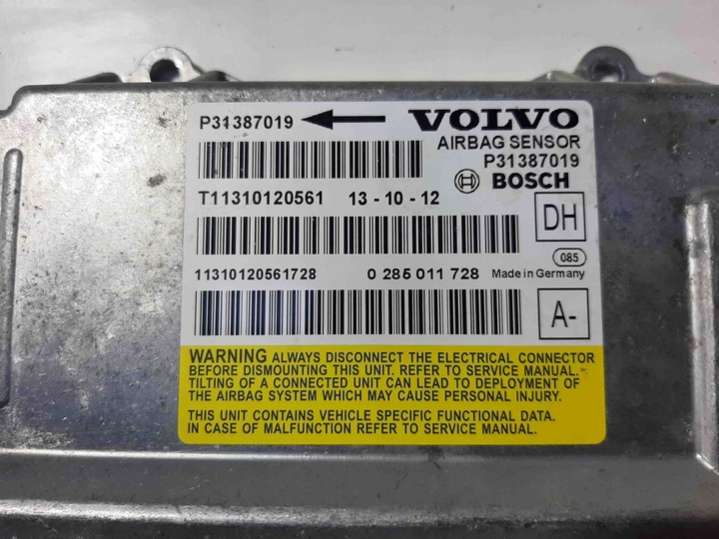 P31387019 VOLVO
AIRBAG SENSOR
P31387019
BOSCH
T11310120561 13 - 10 - 12
DH
085
11310120561728 0 285 011 728 Made in Germany
A-
WARNING ALWAYS DISCONNECT THE ELECTRICAL CONNECTOR
BEFORE DISMOUNTING THIS UNIT. REFER TO SERVICE MANUAL.
TILTING OF A CONNECTED UNIT CAN LEAD TO DEPLOYMENT OF
THE AIRBAG SYSTEM WHICH MAY CAUSE PERSONAL INJURY.
THIS UNIT CONTAINS VEHICLE SPECIFIC FUNCTIONAL DATA.
IN CASE OF MALFUNCTION REFER TO SERVICE MANUAL.